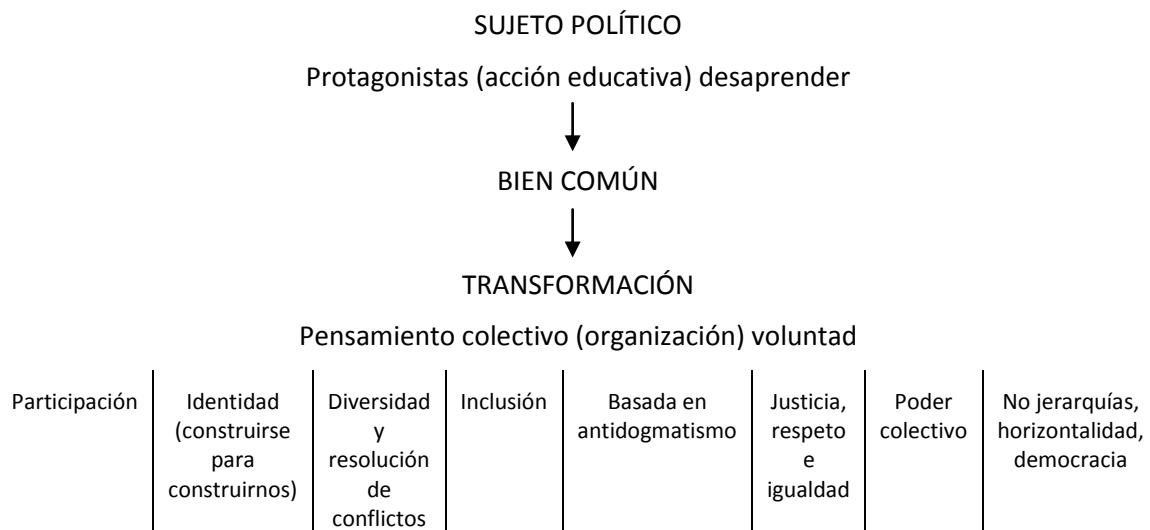 SUJETO POLÍTICO
Protagonistas (acción educativa) desaprender
BIEN COMÚN
TRANSFORMACIÓN
Pensamiento colectivo (organización) voluntad
Participación
Identidad
(construirse
para
construirnos)
Diversidad
y
resolución
de
conflictos
Inclusión
Basada en
antidogmatismo
Justicia,
respeto
e
igualdad
Poder
colectivo
No jerarquías,
horizontalidad,
democracia